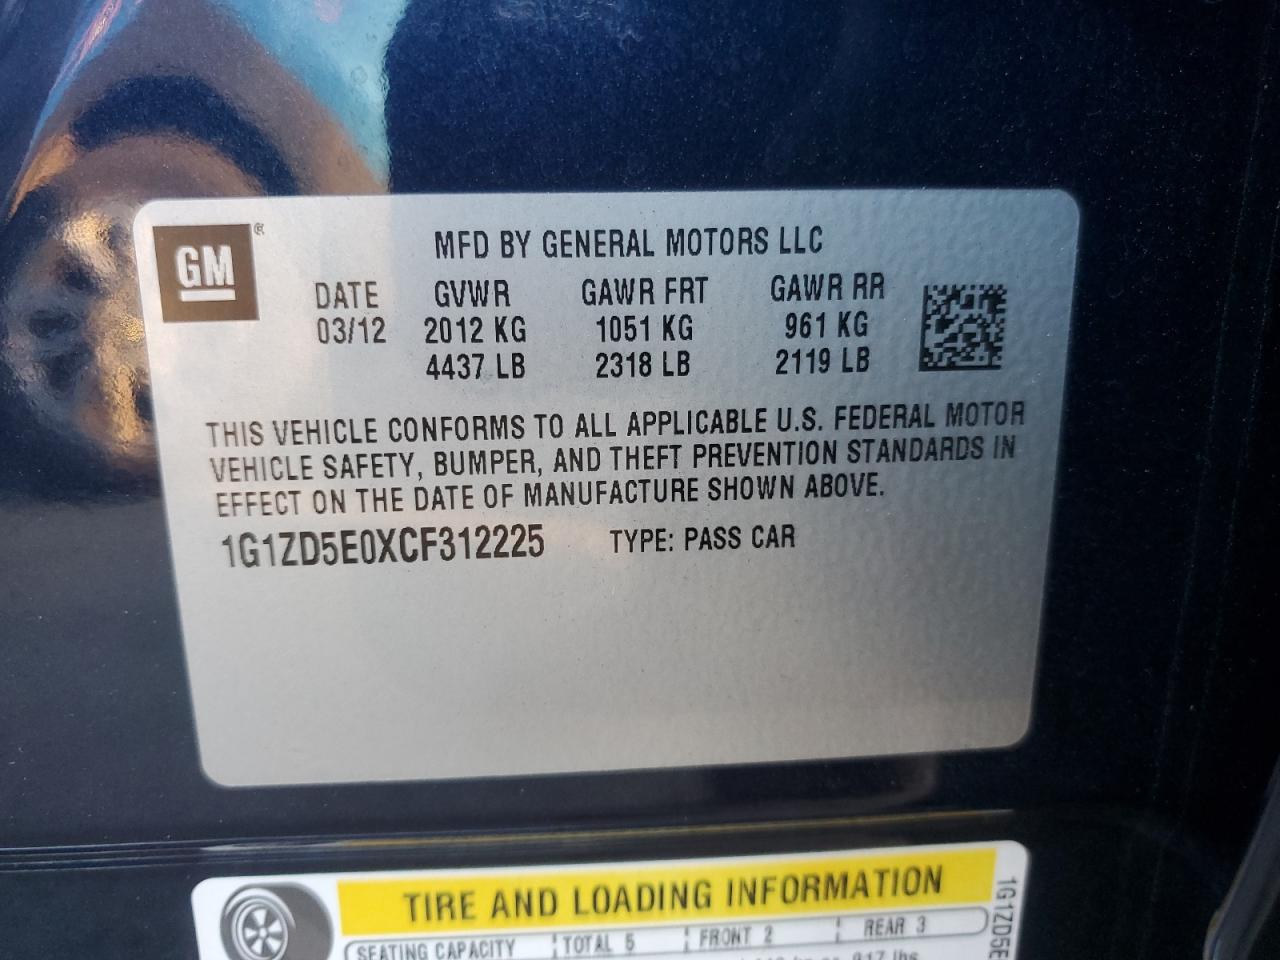 GM
®
MFD BY GENERAL MOTORS LLC
DATE GVWR GAWR FRT GAWR RR
03/12 2012 KG 1051 KG 961 KG
4437 LB 2318 LB 2119 LB
THIS VEHICLE CONFORMS TO ALL APPLICABLE U.S. FEDERAL MOTOR
VEHICLE SAFETY, BUMPER, AND THEFT PREVENTION STANDARDS IN
EFFECT ON THE DATE OF MANUFACTURE SHOWN ABOVE.
1G1ZD5E0XCF312225 TYPE: PASS CAR
TIRE AND LOADING INFORMATION
SEATING CAPACITY TOTAL 5 FRONT 2 REAR 3
917 lbs
1G1ZD5E